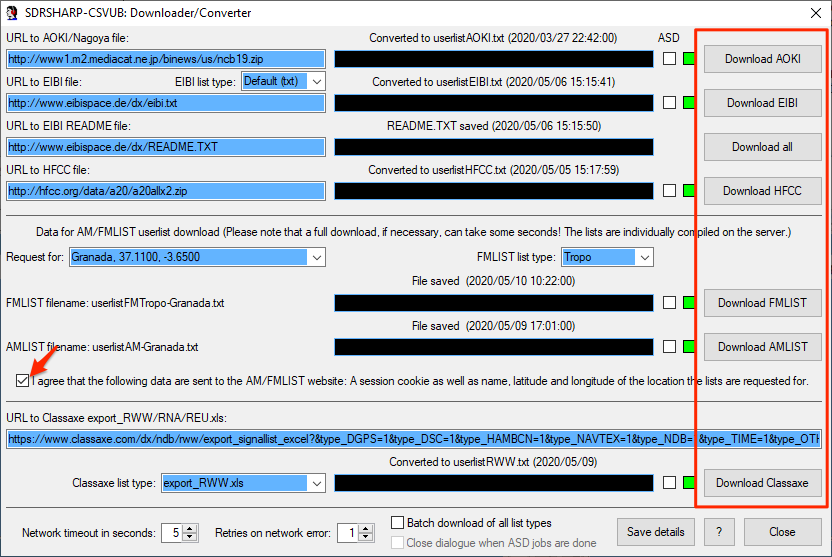 SDRSHARP-CSVUB: Downloader/Converter
URL to AOKI/Nagoya file:
Converted to userlistAOKI.txt (2020/03/27 22:42:00)
ASD
http://www1.m2.mediacat.ne.jp/binews/us/ncb19.zip
Download AOKI
URL to EIBI file:
EIBI list type:
Default (txt)
Converted to userlistEIBI.txt (2020/05/06 15:15:41)
http://www.eibispace.de/dx/eibi.txt
Download EIBI
URL to EIBI README file:
README.TXT saved (2020/05/06 15:15:50)
http://www.eibispace.de/dx/README.TXT
Download all
URL to HFCC file:
Converted to userlistHFCC.txt (2020/05/05 15:17:59)
http://hfcc.org/data/a20/a20allx2.zip
Download HFCC
Data for AM/FMLIST userlist download (Please note that a full download, if necessary, can take some seconds! The lists are individually compiled on the server.)
Request for:
Granada, 37.1100, -3.6500
FMLIST list type:
Tropo
File saved (2020/05/10 10:22:00)
FMLIST filename: userlistFMTropo-Granada.txt
Download FMLIST
File saved (2020/05/09 17:01:00)
AMLIST filename: userlistAM-Granada.txt
Download AMLIST
I agree that the following data are sent to the AM/FMLIST website: A session cookie as well as name, latitude and longitude of the location the lists are requested for.
URL to Classaxe export_RWW/RNA/REU.xls:
https://www.classaxe.com/dx/ndb/rww/export_signallist_excel?&type_DGPS=1&type_DSC=1&type_HAMBCN=1&type_NAVTEX=1&type_NDB=1&type_TIME=1&type_OTH
Converted to userlistRWW.txt (2020/05/09)
Classaxe list type:
export_RWW.xls
Download Classaxe
Network timeout in seconds:
5
Retries on network error:
1
Batch download of all list types
Close dialogue when ASD jobs are done
Save details
?
Close